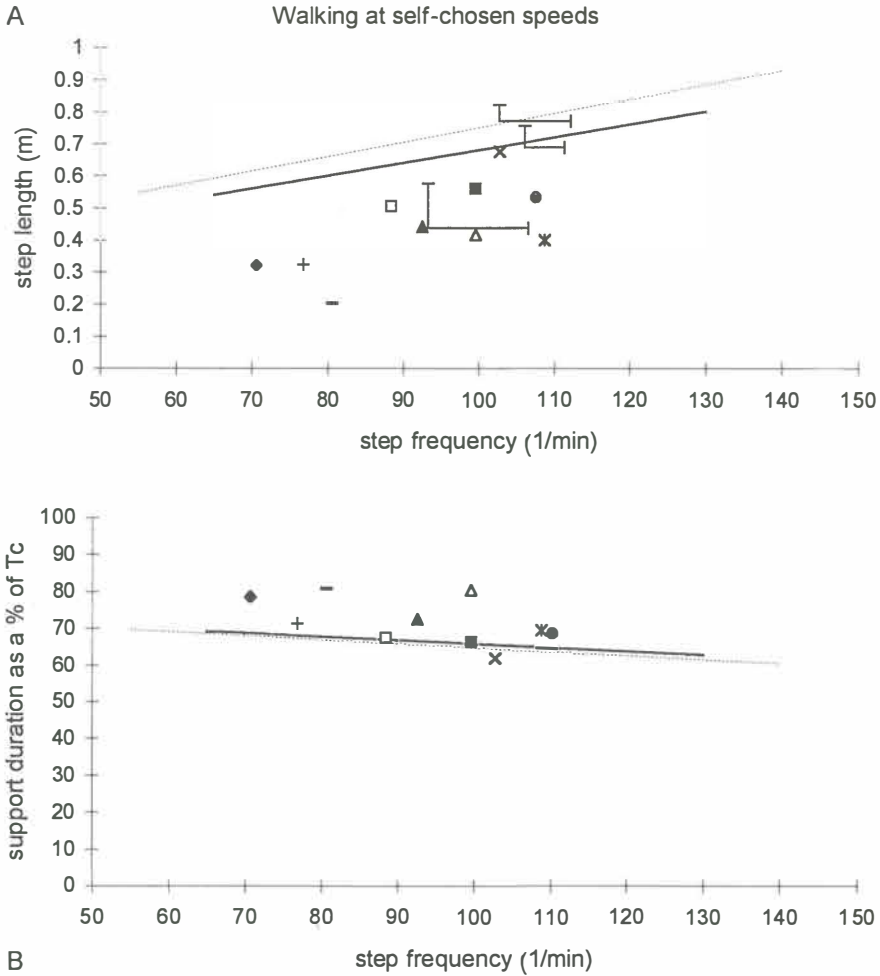 A
Walking at self-chosen speeds
step length (m)
1
0.9
0.8
0.7
0.6
0.5
0.4
0.3
0.2
0.1
0
50 60 70 80 90 100 110 120 130 140 150
step frequency (1/min)
support duration as a % of Tc
100
90
80
70
60
50
40
30
20
10
0
50 60 70 80 90 100 110 120 130 140 150
B
step frequency (1/min)